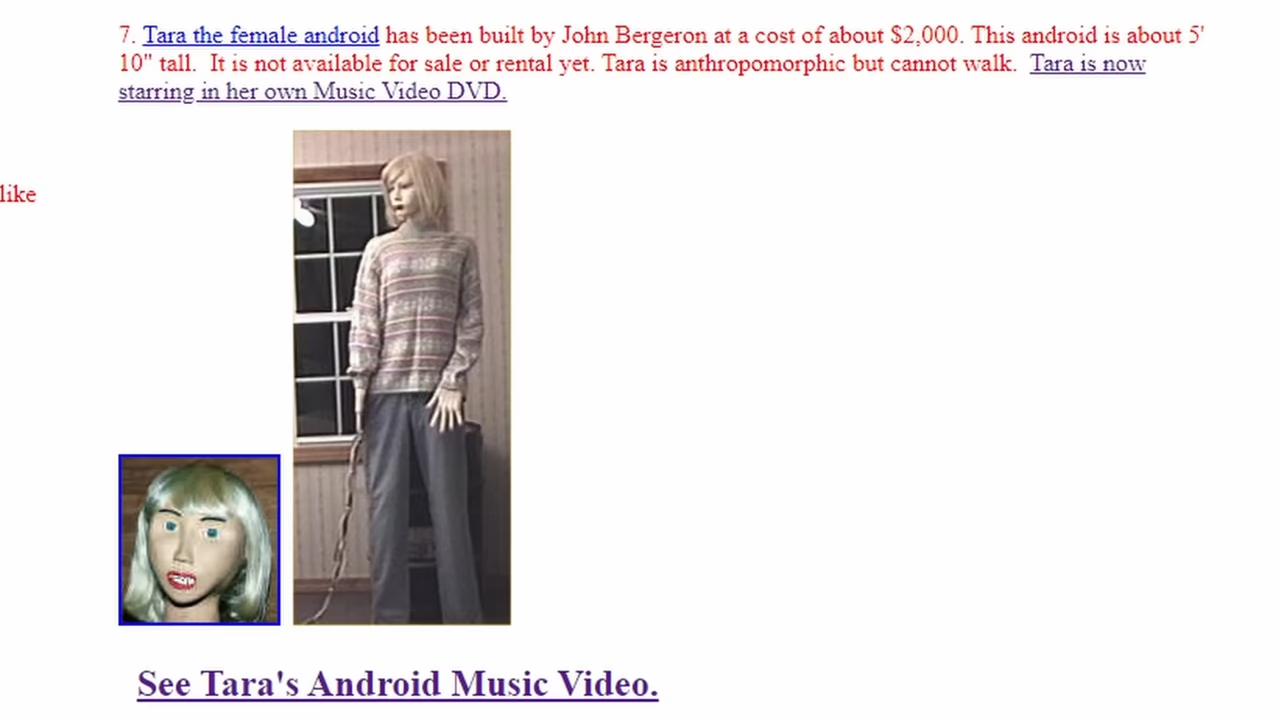 7. Tara the female android has been built by John Bergeron at a cost of about $2,000. This android is about 5'
10" tall.  It is not available for sale or rental yet. Tara is anthropomorphic but cannot walk.  Tara is now
starring in her own Music Video DVD.
like
See Tara's Android Music Video.